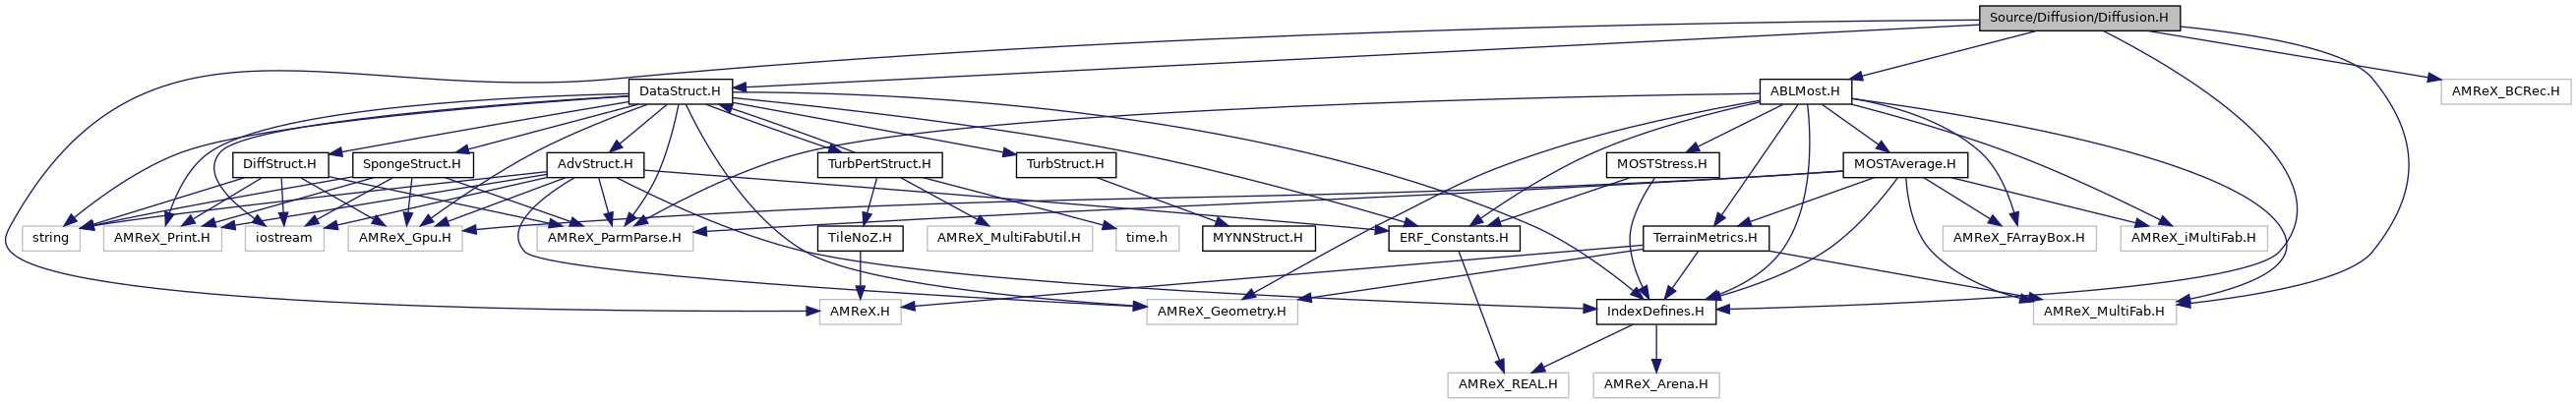 Source/Diffusion/Diffusion.H
DataStruct.H
ABLMost.H
AMReX_BCRec.H
DiffStruct.H
SpongeStruct.H
AdvStruct.H
TurbPertStruct.H
TurbStruct.H
MOSTStress.H
MOSTAverage.H
string
AMReX_Print.H
iostream
AMReX_Gpu.H
AMReX_ParmParse.H
TileNoZ.H
AMReX_MultiFabUtil.H
time.h
MYNNStruct.H
ERF_Constants.H
TerrainMetrics.H
AMReX_FArrayBox.H
AMReX_iMultiFab.H
AMReX.H
AMReX_Geometry.H
IndexDefines.H
AMReX_MultiFab.H
AMReX_REAL.H
AMReX_Arena.H